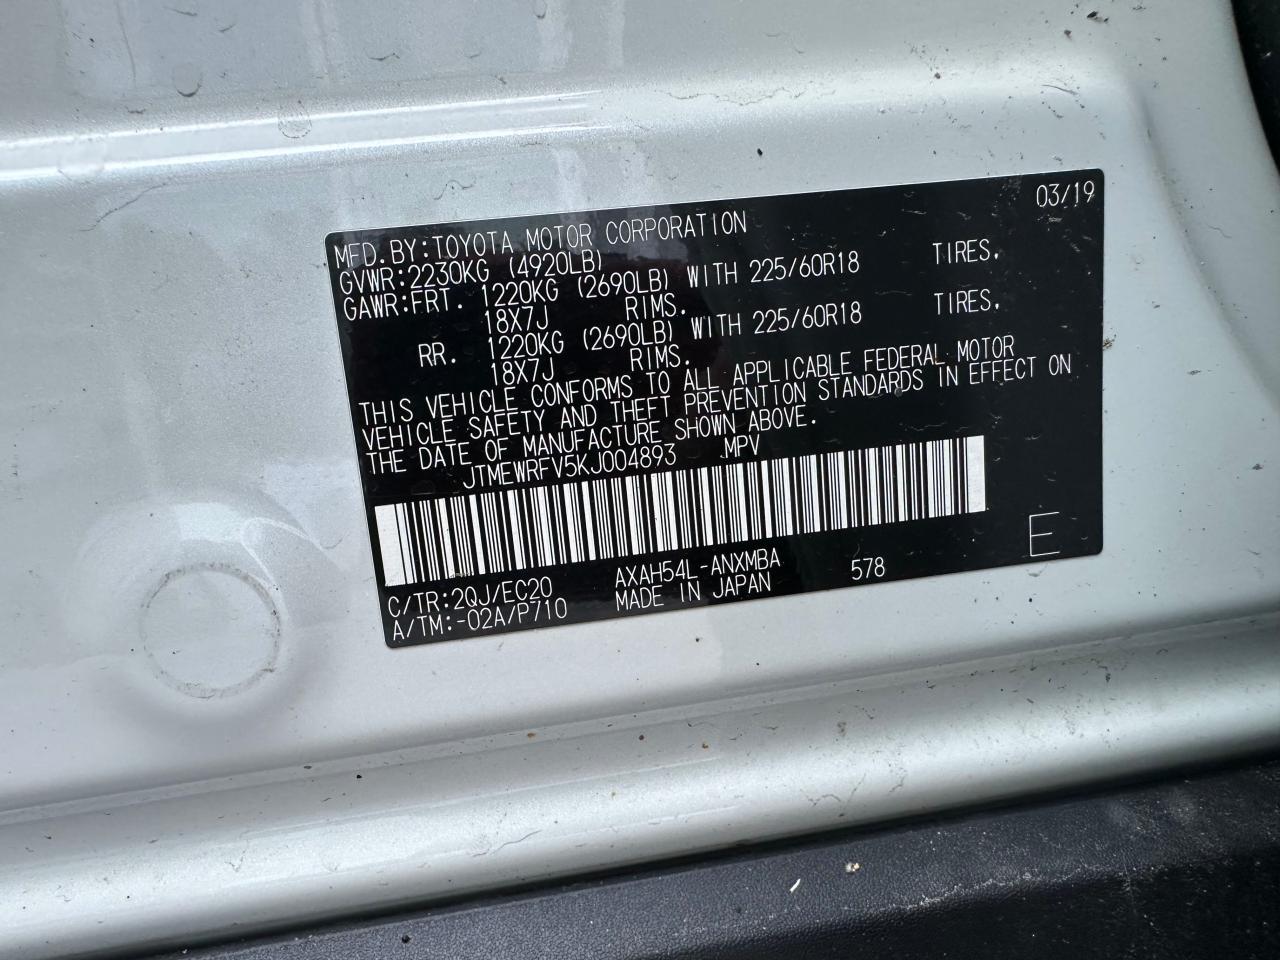 03/19
MFD.BY:TOYOTA MOTOR CORPORATION
GVWR:2230KG (4920LB)
GAWR:FRT. 1220KG (2690LB) WITH 225/60R18 TIRES,
18X7J RIMS.
RR. 1220KG (2690LB) WITH 225/60R18 TIRES,
18X7J RIMS.
THIS VEHICLE CONFORMS TO ALL APPLICABLE FEDERAL MOTOR
VEHICLE SAFETY AND THEFT PREVENTION STANDARDS IN EFFECT ON
THE DATE OF MANUFACTURE SHOWN ABOVE.
JTMEWRFV5KJ004893 MPV
C/TR:2QJ/EC20 AXAH54L-ANXMBA 578 E
A/TM:-02A/P710 MADE IN JAPAN